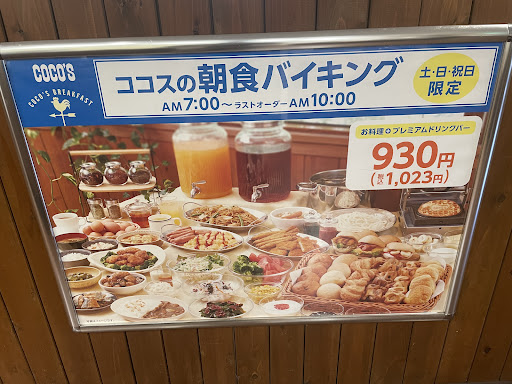 COCO'S
COCO'S BREAKFAST
ココスの朝食バイキング
AM7:00～ラストオーダーAM10:00
土・日・祝日
限定
お料理+プレミアムドリンクバー
930円
(税込1,023円)